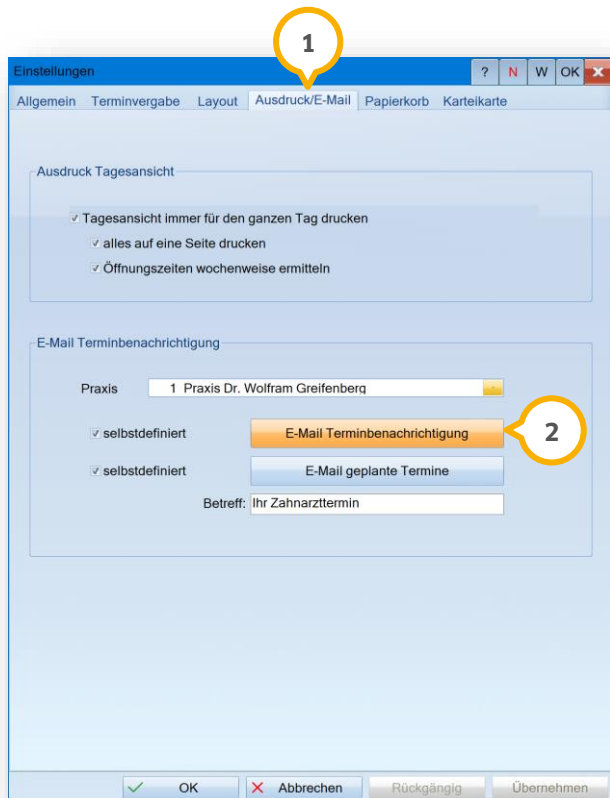 1
Einstellungen ? N W OK X
Allgemein Terminvergabe Layout Ausdruck/E-Mail Papierkorb Karteikarte
Ausdruck Tagesansicht
Tagesansicht immer für den ganzen Tag drucken
alles auf eine Seite drucken
Öffnungszeiten wochenweise ermitteln
E-Mail Terminbenachrichtigung
Praxis 1 Praxis Dr. Wolfram Greifenberg
selbstdefiniert E-Mail Terminbenachrichtigung 2
selbstdefiniert E-Mail geplante Termine
Betreff: Ihr Zahnarzttermin
OK Abbrechen Rückgängig Übernehmen